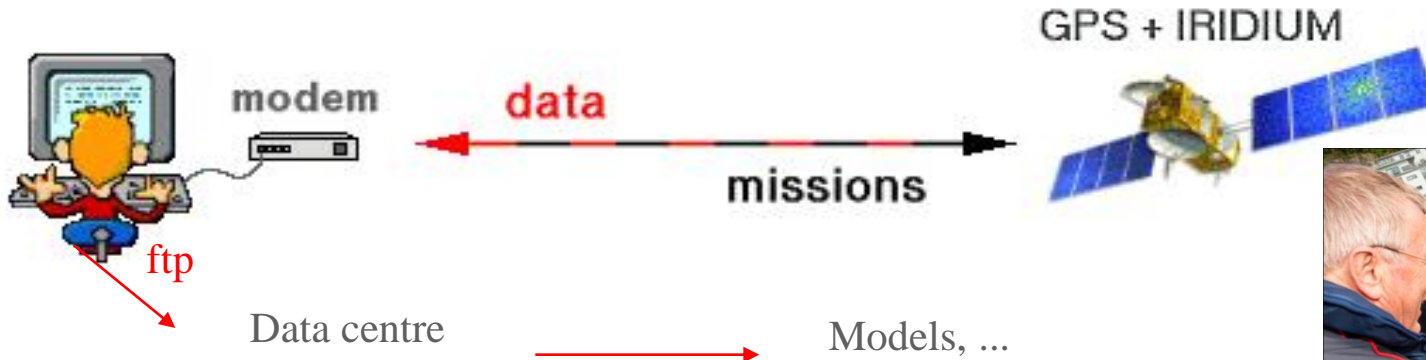 GPS + IRIDIUM
modem
data
missions
ftp
Data centre
Models, ...